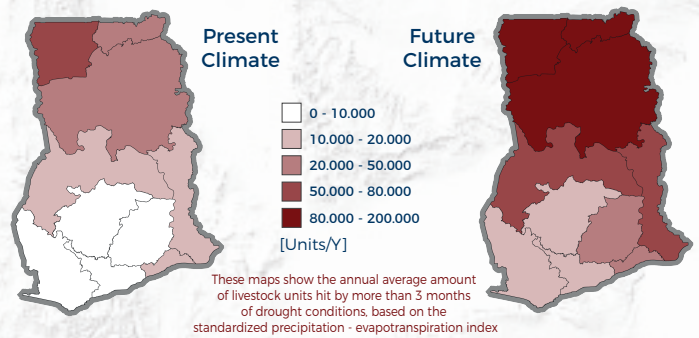 Present
Climate
Future
Climate
0 - 10.000
10.000 - 20.000
20.000 - 50.000
50.000 - 80.000
80.000 - 200.000
[Units/Y]
These maps show the annual average amount
of livestock units hit by more than 3 months
of drought conditions, based on the
standardized precipitation - evapotranspiration index